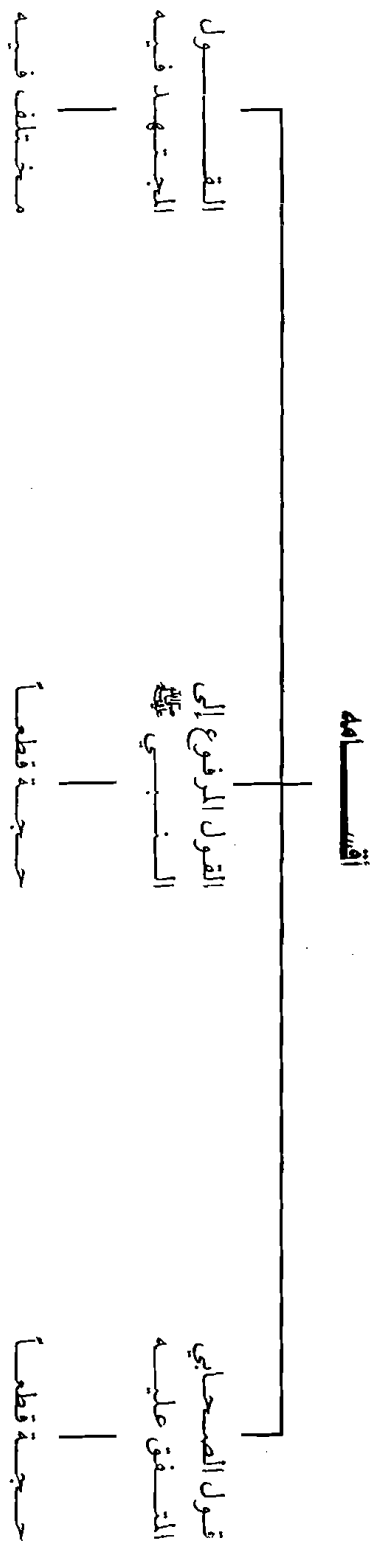 أقسامه
قول الصحابي
المتفق عليه
حجة قطعاً
القول المرفوع إلى
النبي ﷺ
حجة قطعاً
القول
المجتهد فيه
مختلف فيه